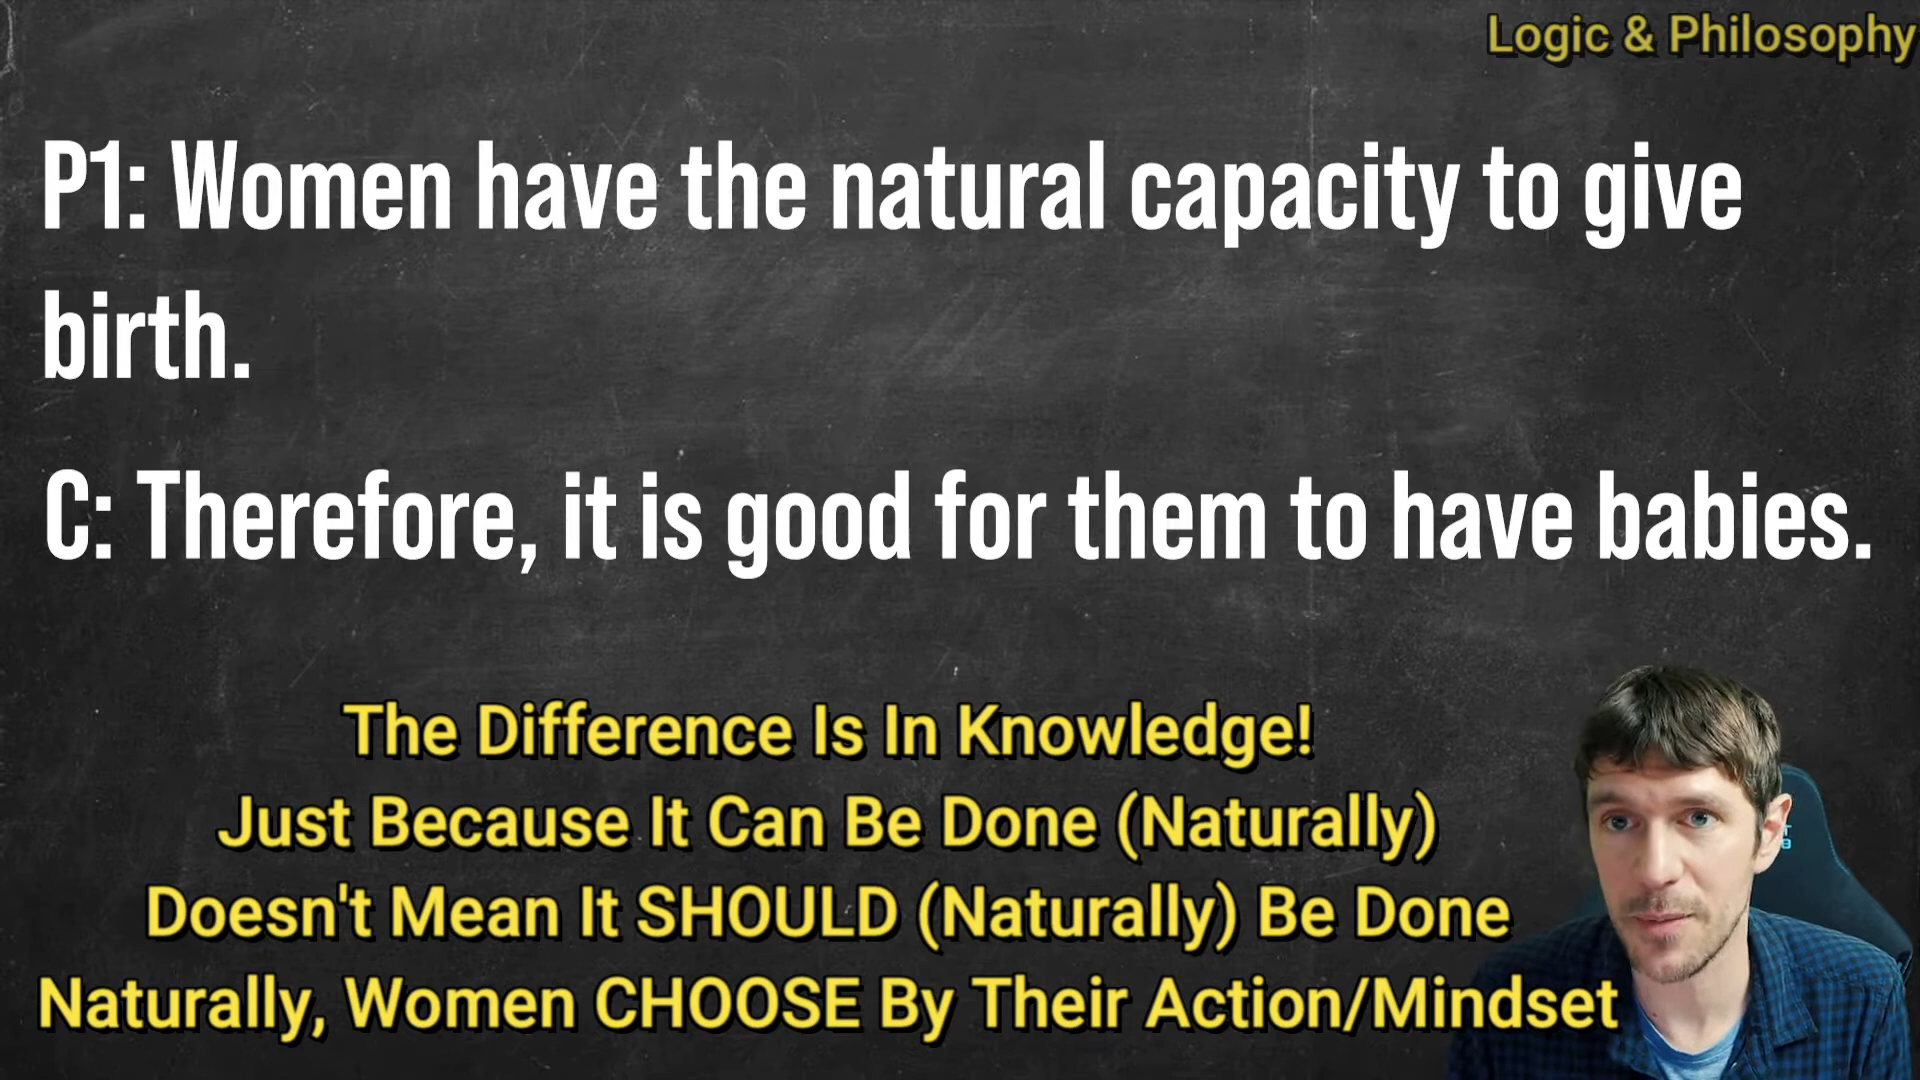 Logic & Philosophy
P1: Women have the natural capacity to give
birth.
C: Therefore, it is good for them to have babies.
The Difference Is In Knowledge!
Just Because It Can Be Done (Naturally)
Doesn't Mean It SHOULD (Naturally) Be Done
Naturally, Women CHOOSE By Their Action/Mindset